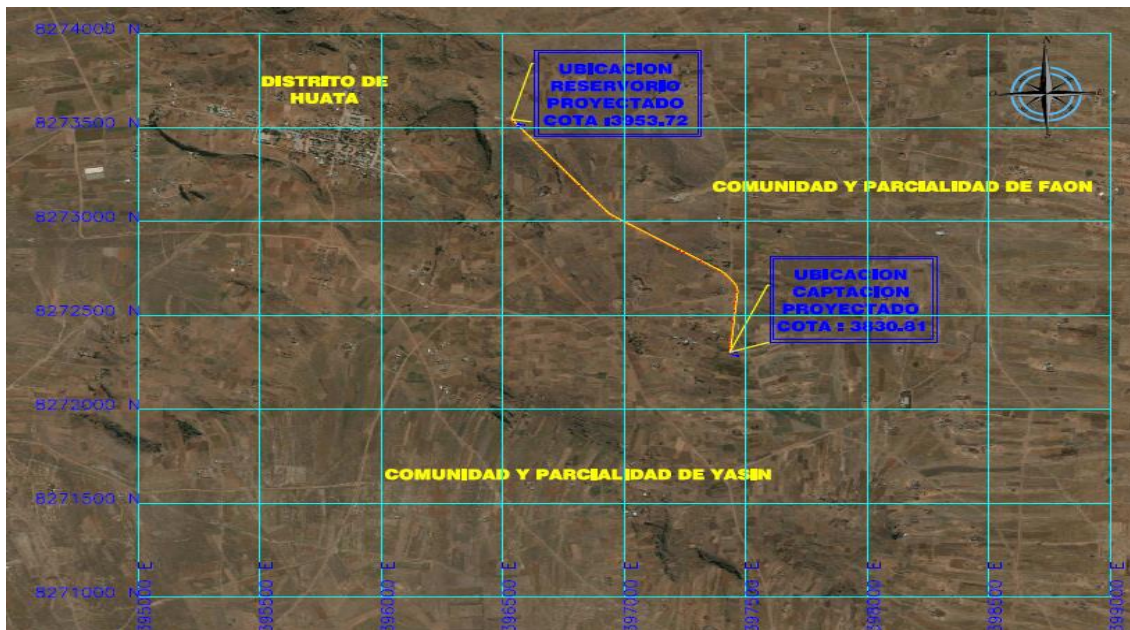 8274000 N
DISTRITO DE
HUATA
UBICACION
RESERVORIO
PROYECTADO
COTA :3953.72
8273500 N
COMUNIDAD Y PARCIALIDAD DE FAON
8273000 N
UBICACION
CAPTACION
PROYECTADO
COTA : 3830.81
8272500 N
8272000 N
COMUNIDAD Y PARCIALIDAD DE YASIN
8271500 N
8271000 N
395000 E
395500 E
396000 E
396500 E
397000 E
397500 E
398000 E
398500 E
399000 E